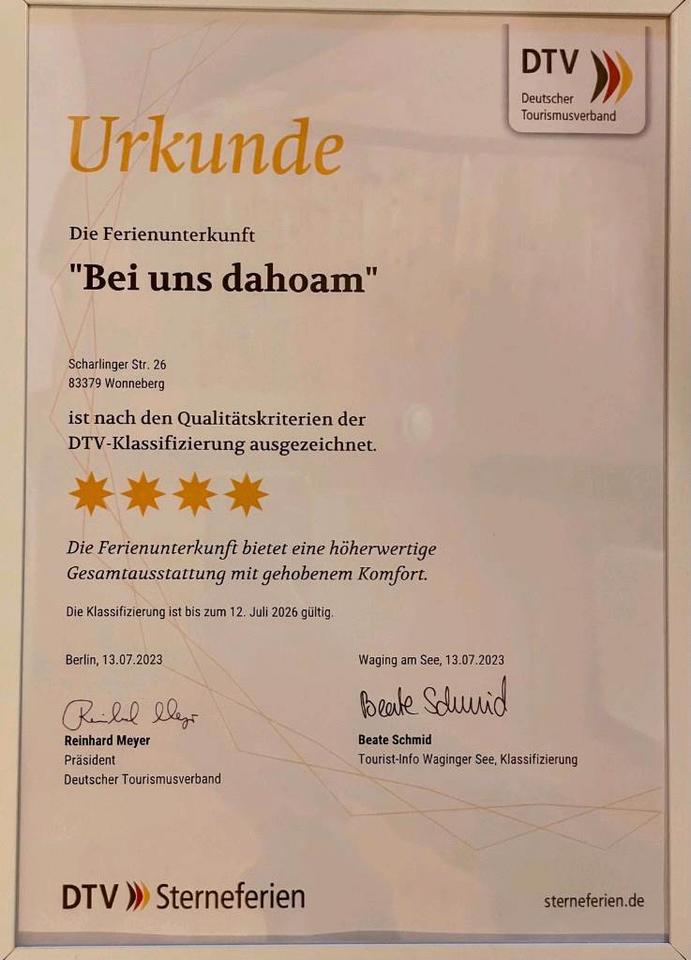 DTV
Deutscher
Tourismusverband
Urkunde
Die Ferienunterkunft
"Bei uns dahoam"
Scharlinger Str. 26
83379 Wonneberg
ist nach den Qualitätskriterien der
DTV-Klassifizierung ausgezeichnet.
Die Ferienunterkunft bietet eine höherwertige
Gesamtausstattung mit gehobenem Komfort.
Die Klassifizierung ist bis zum 12. Juli 2026 gültig.
Berlin, 13.07.2023
Reinhard Meyer
Reinhard Meyer
Präsident
Deutscher Tourismusverband
Waging am See, 13.07.2023
Beate Schmid
Beate Schmid
Tourist-Info Waginger See, Klassifizierung
DTV Sterneferien
sterneferien.de